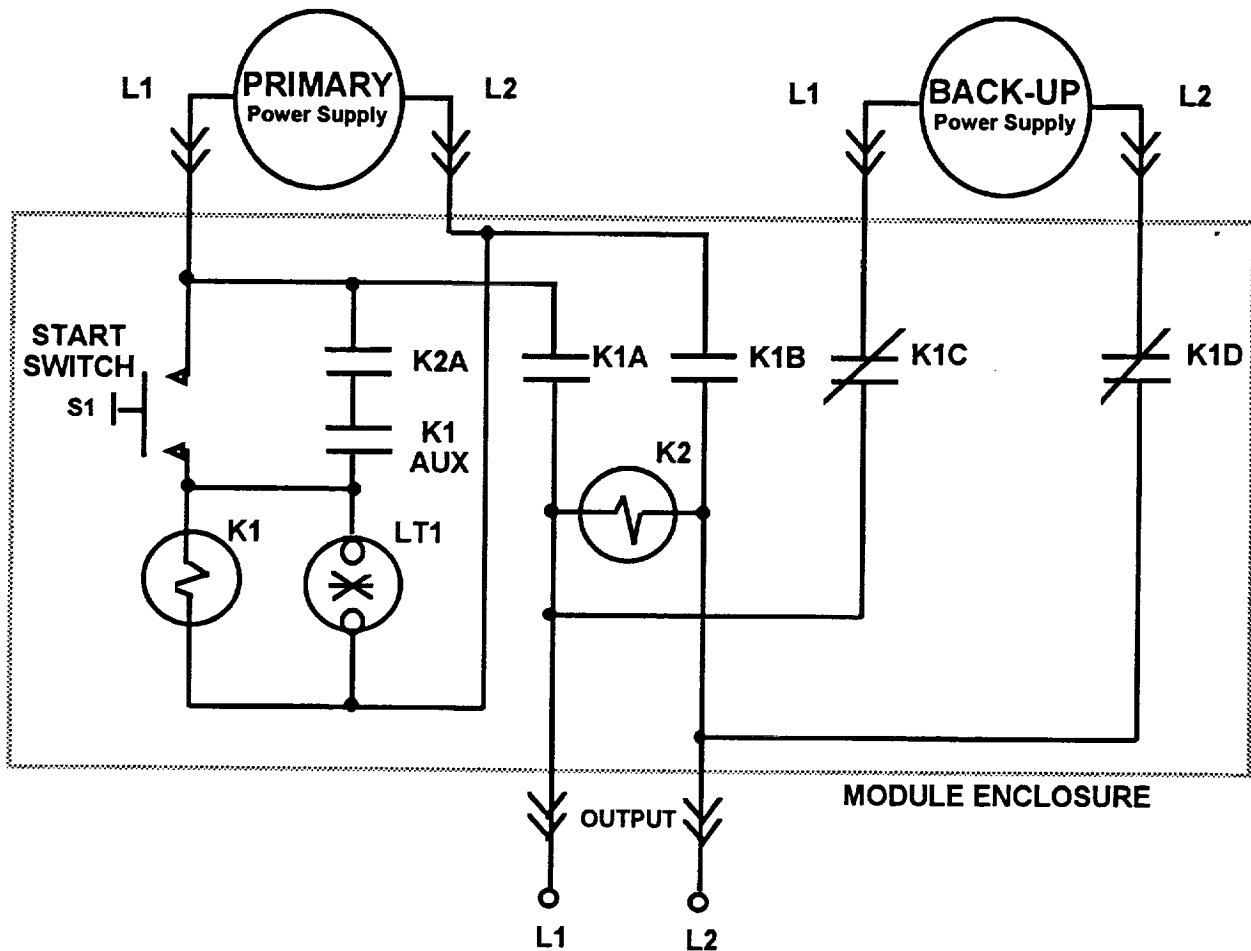 L1
PRIMARY
Power Supply
L2
L1
BACK-UP
Power Supply
L2
START
SWITCH
S1
K2A
K1
AUX
K1A
K1B
K1C
K1D
K2
K1
LT1
MODULE ENCLOSURE
OUTPUT
L1
L2